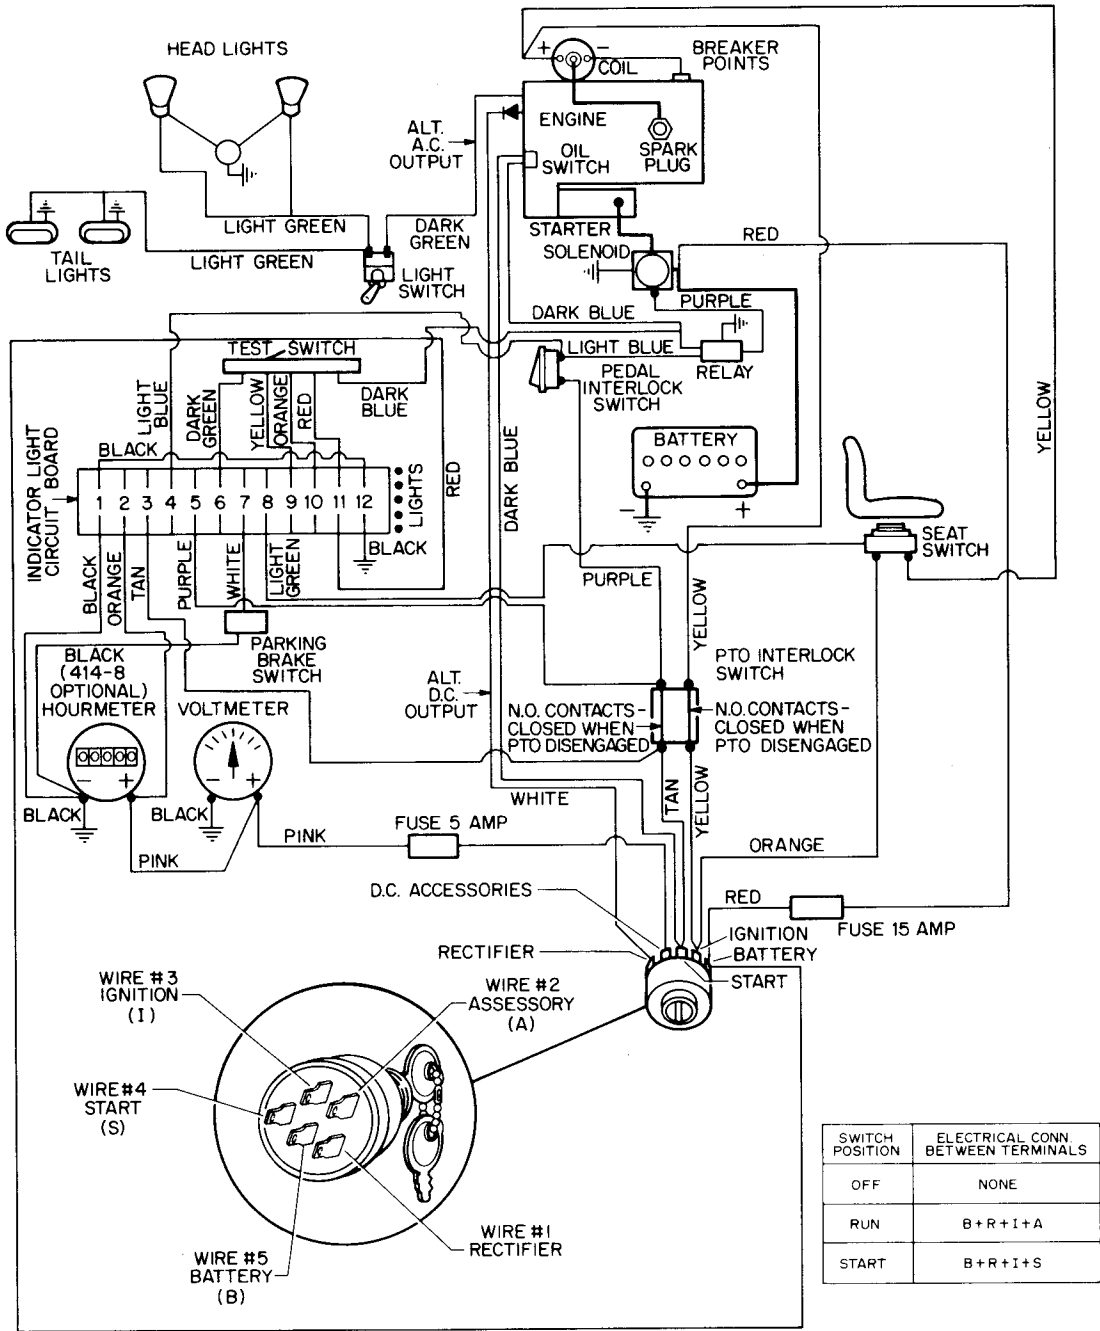 HEAD LIGHTS
+
-
COIL
BREAKER
POINTS
ENGINE
ALT.
A.C.
OUTPUT
OIL
SWITCH
SPARK
PLUG
LIGHT GREEN
DARK
GREEN
STARTER
SOLENOID
RED
TAIL
LIGHTS
LIGHT GREEN
LIGHT
SWITCH
PURPLE
DARK BLUE
LIGHT BLUE
RELAY
TEST SWITCH
PEDAL
INTERLOCK
SWITCH
DARK
BLUE
LIGHT
BLUE
DARK
GREEN
YELLOW
ORANGE
RED
YELLOW
BLACK
BATTERY
-
+
DARK BLUE
RED
INDICATOR LIGHT
CIRCUIT BOARD
1 2 3 4 5 6 7 8 9 10 11 12
LIGHTS
BLACK
SEAT
SWITCH
BLACK
ORANGE
TAN
PURPLE
WHITE
LIGHT
GREEN
PURPLE
YELLOW
PARKING
BRAKE
SWITCH
BLACK
(414-8
OPTIONAL)
HOURMETER
VOLTMETER
ALT.
D.C.
OUTPUT
PTO INTERLOCK
SWITCH
N.O. CONTACTS-
CLOSED WHEN
PTO DISENGAGED
N.O. CONTACTS-
CLOSED WHEN
PTO DISENGAGED
00000
-
+
-
+
WHITE
TAN
YELLOW
BLACK
BLACK
PINK
PINK
FUSE 5 AMP
ORANGE
D.C. ACCESSORIES
RED
FUSE 15 AMP
RECTIFIER
IGNITION
BATTERY
START
WIRE #3
IGNITION
(I)
WIRE #2
ASSESSORY
(A)
WIRE #4
START
(S)
WIRE #5
BATTERY
(B)
WIRE #1
RECTIFIER
SWITCH
POSITION
ELECTRICAL CONN.
BETWEEN TERMINALS
OFF
NONE
RUN
B+R+I+A
START
B+R+I+S